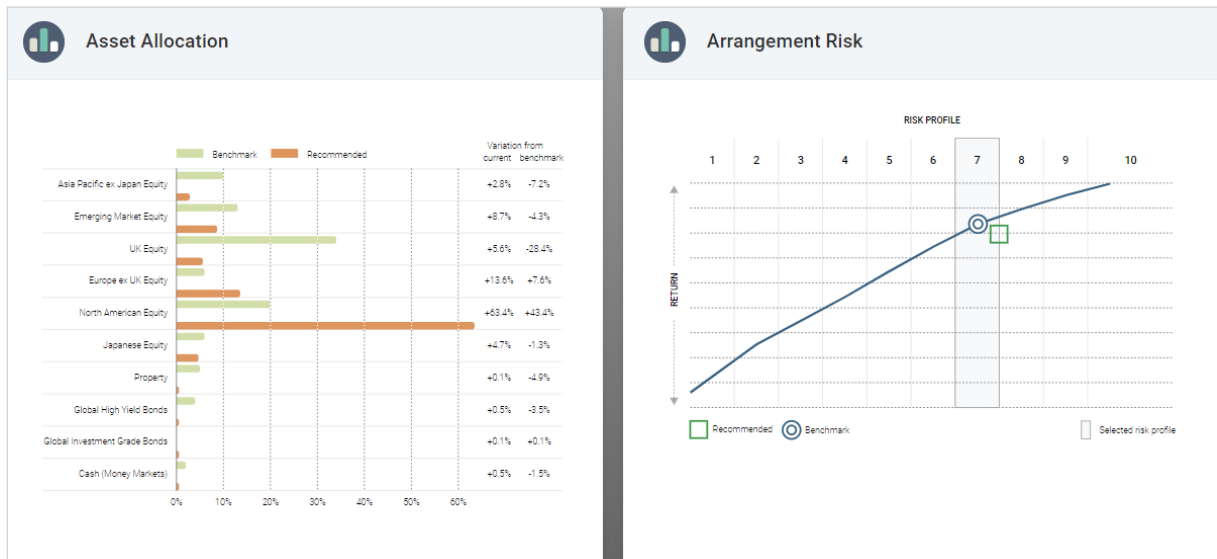 Asset Allocation
Benchmark Recommended
Variation from
current benchmark
Asia Pacific ex Japan Equity +2.8% -7.2%
Emerging Market Equity +8.7% -4.3%
UK Equity +5.6% -28.4%
Europe ex UK Equity +13.6% +7.6%
North American Equity +63.4% +43.4%
Japanese Equity +4.7% -1.3%
Property +0.1% -4.9%
Global High Yield Bonds +0.5% -3.5%
Global Investment Grade Bonds +0.1% +0.1%
Cash (Money Markets) +0.5% -1.5%
0% 10% 20% 30% 40% 50% 60%
Arrangement Risk
RISK PROFILE
1 2 3 4 5 6 7 8 9 10
RETURN
Recommended Benchmark Selected risk profile